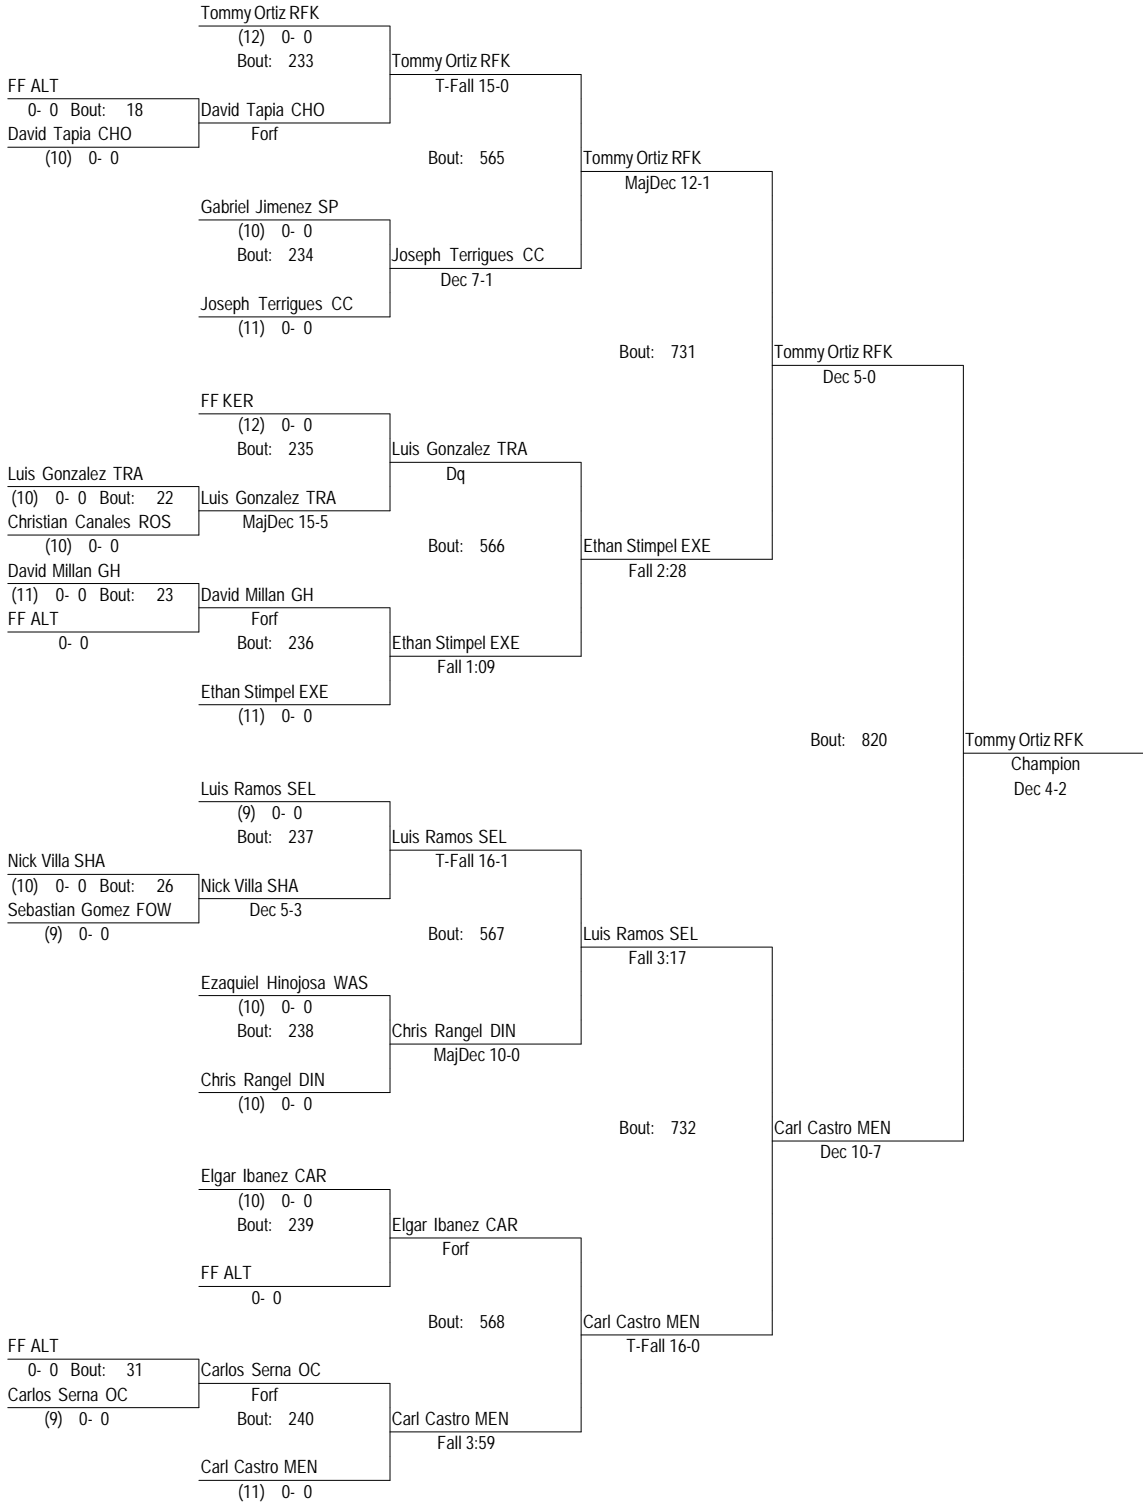 Tommy Ortiz RFK
(12) 0- 0
Bout: 233
Tommy Ortiz RFK
T-Fall 15-0
FF ALT
0- 0 Bout: 18
David Tapia CHO
Forf
David Tapia CHO
(10) 0- 0
Bout: 565
Tommy Ortiz RFK
MajDec 12-1
Gabriel Jimenez SP
(10) 0- 0
Bout: 234
Joseph Terrigues CC
Dec 7-1
Joseph Terrigues CC
(11) 0- 0
Bout: 731
Tommy Ortiz RFK
Dec 5-0
FF KER
(12) 0- 0
Bout: 235
Luis Gonzalez TRA
Dq
Luis Gonzalez TRA
(10) 0- 0 Bout: 22
Luis Gonzalez TRA
MajDec 15-5
Christian Canales ROS
(10) 0- 0
Bout: 566
Ethan Stimpel EXE
Fall 2:28
David Millan GH
(11) 0- 0 Bout: 23
David Millan GH
Forf
FF ALT
0- 0
Bout: 236
Ethan Stimpel EXE
Fall 1:09
Ethan Stimpel EXE
(11) 0- 0
Bout: 820
Tommy Ortiz RFK
Champion
Dec 4-2
Luis Ramos SEL
(9) 0- 0
Bout: 237
Luis Ramos SEL
T-Fall 16-1
Nick Villa SHA
(10) 0- 0 Bout: 26
Nick Villa SHA
Dec 5-3
Sebastian Gomez FOW
(9) 0- 0
Bout: 567
Luis Ramos SEL
Fall 3:17
Ezaquiel Hinojosa WAS
(10) 0- 0
Bout: 238
Chris Rangel DIN
MajDec 10-0
Chris Rangel DIN
(10) 0- 0
Bout: 732
Carl Castro MEN
Dec 10-7
Elgar Ibanez CAR
(10) 0- 0
Bout: 239
Elgar Ibanez CAR
Forf
FF ALT
0- 0
Bout: 568
Carl Castro MEN
T-Fall 16-0
FF ALT
0- 0 Bout: 31
Carlos Serna OC
Forf
Carlos Serna OC
(9) 0- 0
Bout: 240
Carl Castro MEN
Fall 3:59
Carl Castro MEN
(11) 0- 0